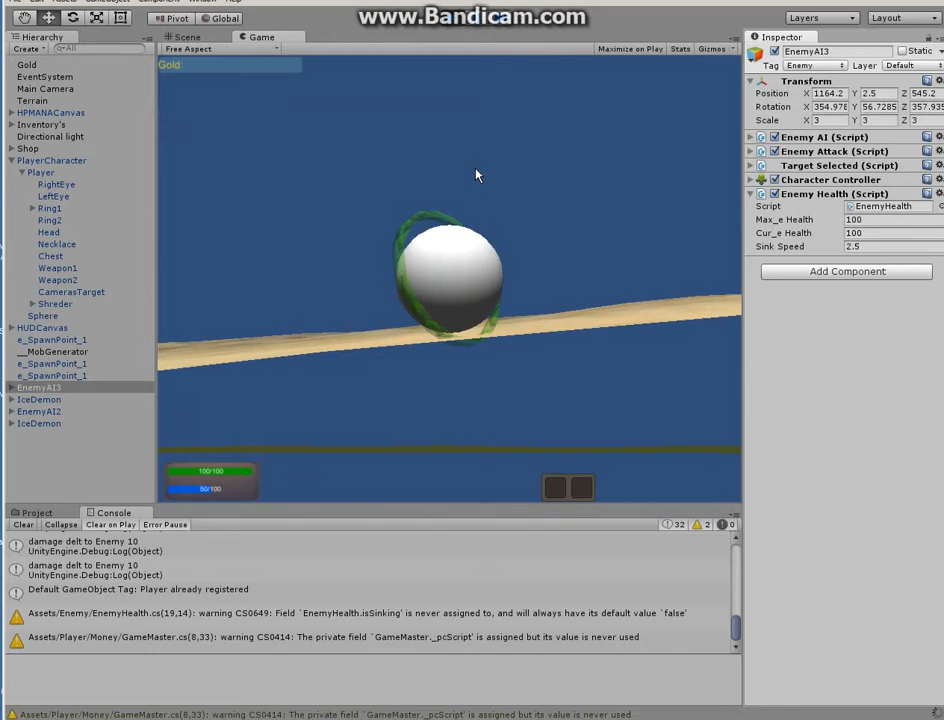 www.Bandicam.com
Pivot
Global
Layers
Layout
Hierarchy
Create
All
Gold
EventSystem
Main Camera
Terrain
HPMANACanvas
Inventory's
Directional light
Shop
PlayerCharacter
Player
RightEye
LeftEye
Ring1
Ring2
Head
Necklace
Chest
Weapon1
Weapon2
CamerasTarget
Shreder
Sphere
HUDCanvas
e_SpawnPoint_1
__MobGenerator
e_SpawnPoint_1
e_SpawnPoint_1
EnemyAI3
IceDemon
EnemyAI2
IceDemon
Scene
Game
Free Aspect
Maximize on Play
Stats
Gizmos
Gold:
100/100
50/100
Inspector
EnemyAI3
Static
Tag Enemy Layer Default
Transform
Position X 1164.2 Y 2.5 Z 545.2
Rotation X 354.978 Y 56.7285 Z 357.935
Scale X 3 Y 3 Z 3
Enemy AI (Script)
Enemy Attack (Script)
Target Selected (Script)
Character Controller
Enemy Health (Script)
Script EnemyHealth
Max_e Health 100
Cur_e Health 100
Sink Speed 2.5
Add Component
Project
Console
Clear
Collapse
Clear on Play
Error Pause
32
2
0
damage delt to Enemy 10
UnityEngine.Debug:Log(Object)
damage delt to Enemy 10
UnityEngine.Debug:Log(Object)
Default GameObject Tag: Player already registered
Assets/Enemy/EnemyHealth.cs(19,14): warning CS0649: Field `EnemyHealth.isSinking' is never assigned to, and will always have its default value `false'
Assets/Player/Money/GameMaster.cs(8,33): warning CS0414: The private field `GameMaster._pcScript' is assigned but its value is never used
Assets/Player/Money/GameMaster.cs(8,33): warning CS0414: The private field `GameMaster._pcScript' is assigned but its value is never used